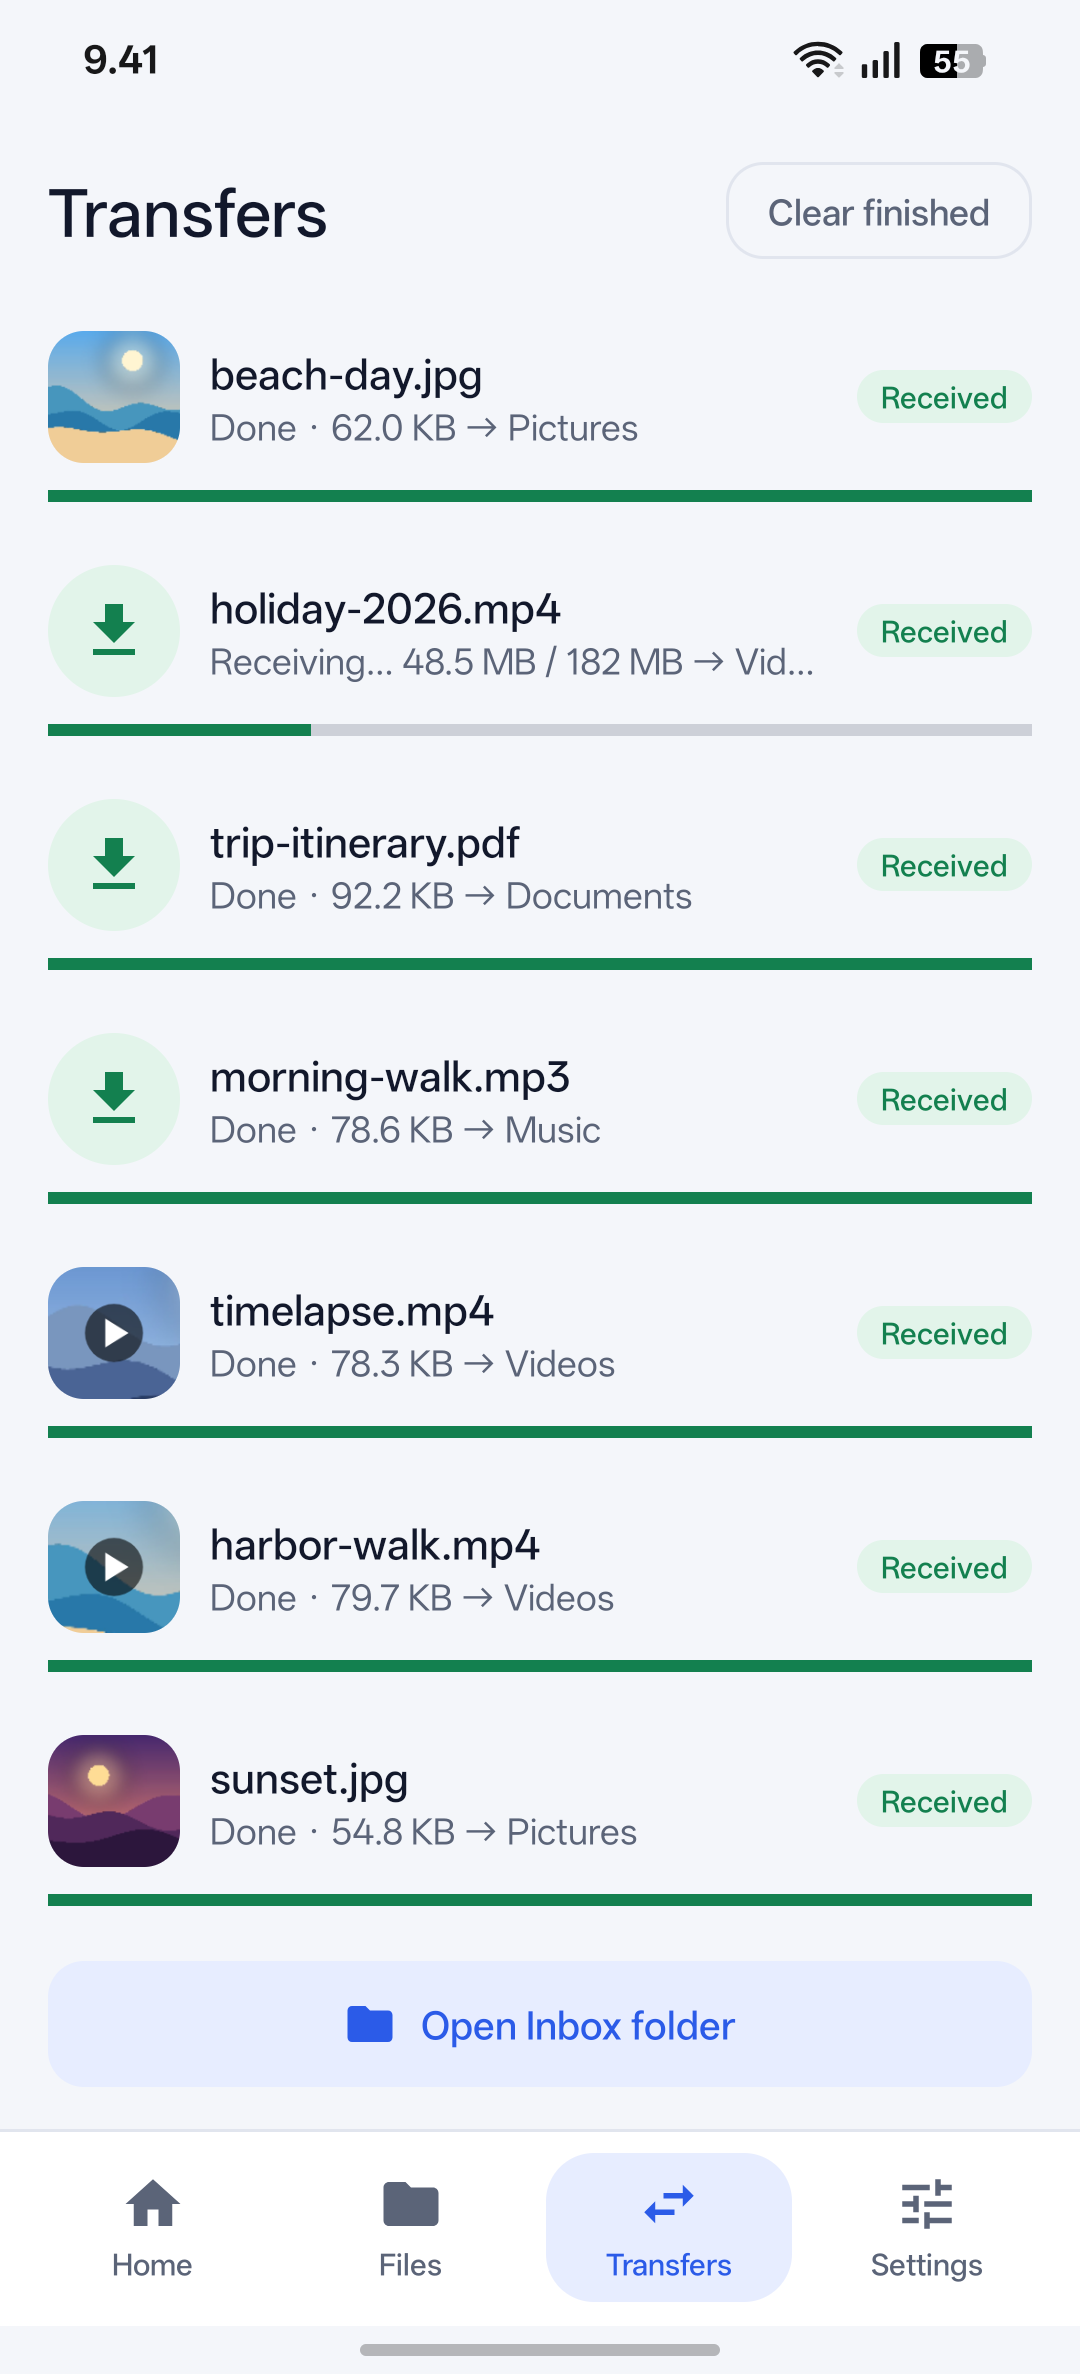 9.41
55
Transfers
Clear finished
beach-day.jpg
Done · 62.0 KB → Pictures
Received
holiday-2026.mp4
Receiving... 48.5 MB / 182 MB → Vid...
Received
trip-itinerary.pdf
Done · 92.2 KB → Documents
Received
morning-walk.mp3
Done · 78.6 KB → Music
Received
timelapse.mp4
Done · 78.3 KB → Videos
Received
harbor-walk.mp4
Done · 79.7 KB → Videos
Received
sunset.jpg
Done · 54.8 KB → Pictures
Received
Open Inbox folder
Home
Files
Transfers
Settings